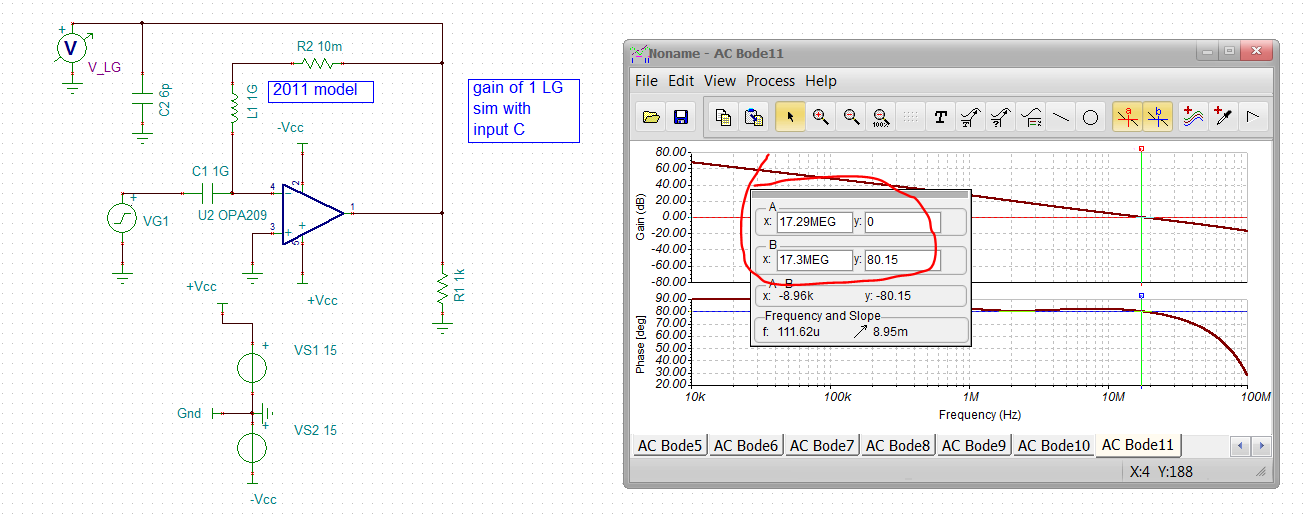 +
V
V_LG
C2 6p
R2 10m
L1 1G
2011 model
gain of 1 LG
sim with
input C
-Vcc
C1 1G
+
VG1
U2 OPA209
4
2
3
+
+
5
1
+Vcc
R1 1k
+Vcc
+
VS1 15
Gnd
+
VS2 15
-Vcc
Noname - AC Bode11
File Edit View Process Help
100%
T
a
b
80.00
60.00
40.00
20.00
0.00
-20.00
-40.00
-60.00
-80.00
Gain (dB)
A
x: 17.29MEG y: 0
B
x: 17.3MEG y: 80.15
A - B
x: -8.96k y: -80.15
Frequency and Slope
f: 111.62u 8.95m
90.00
80.00
70.00
60.00
50.00
40.00
30.00
20.00
Phase [deg]
10k 100k 1M 10M 100M
Frequency (Hz)
AC Bode5 AC Bode6 AC Bode7 AC Bode8 AC Bode9 AC Bode10 AC Bode11
X:4 Y:188